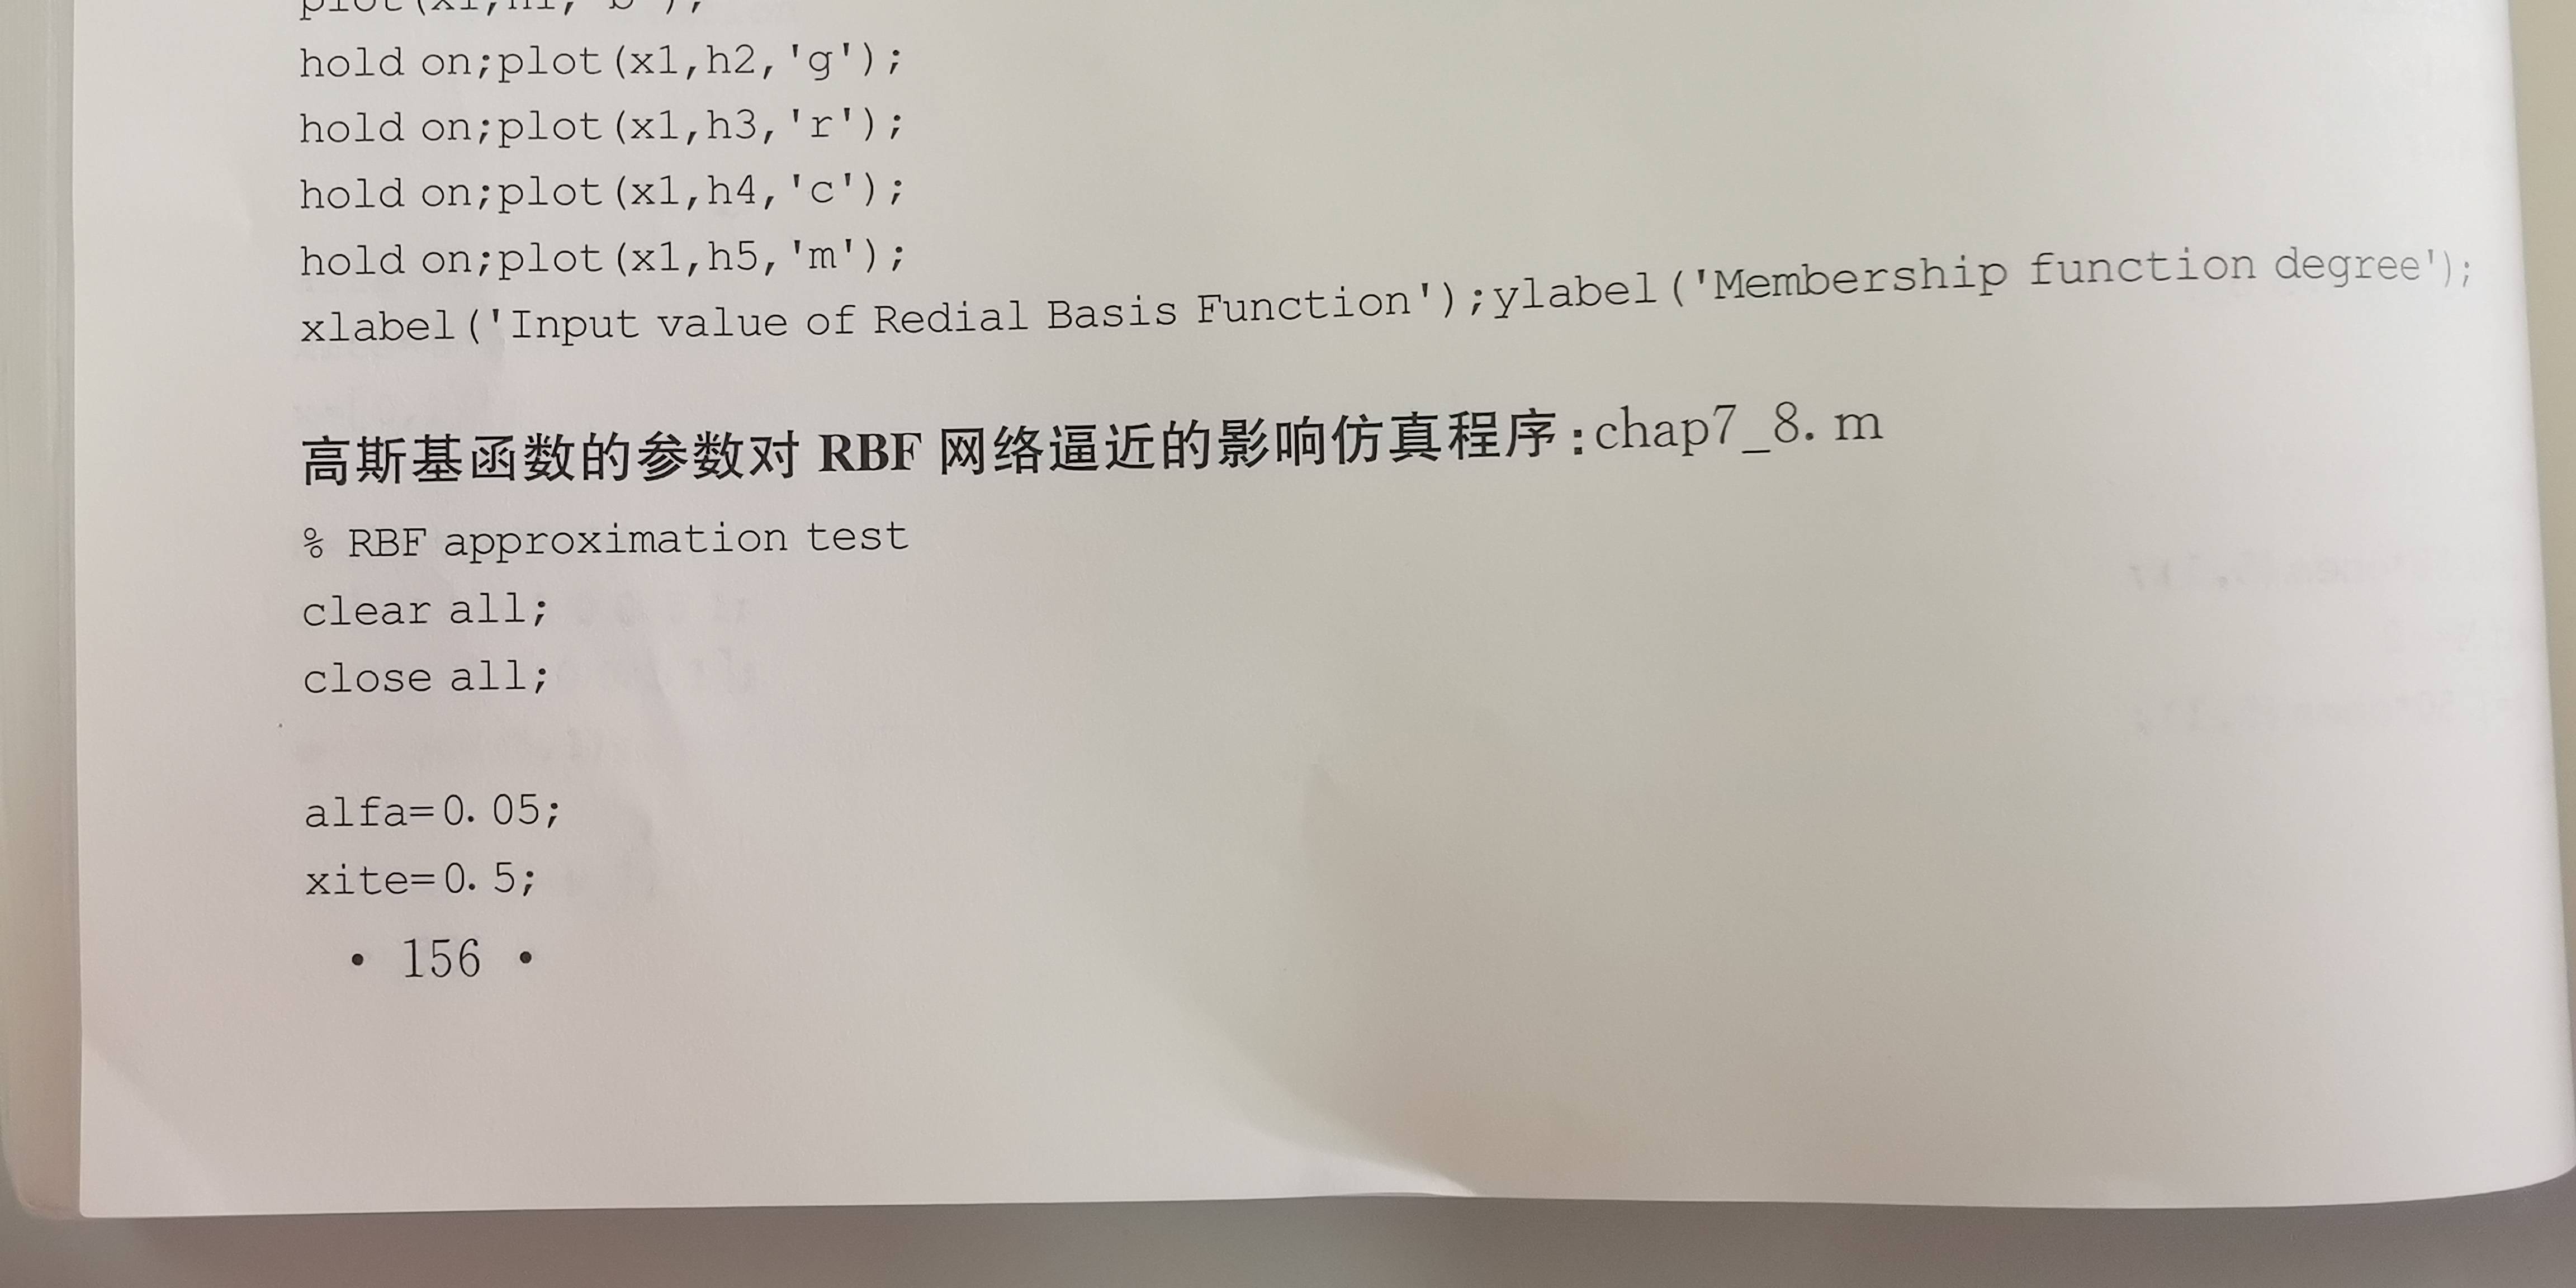 plot(x1,h1,'b');
hold on;plot(x1,h2,'g');
hold on;plot(x1,h3,'r');
hold on;plot(x1,h4,'c');
hold on;plot(x1,h5,'m');
xlabel('Input value of Redial Basis Function');ylabel('Membership function degree');
高斯基函数的参数对 RBF 网络逼近的影响仿真程序:chap7_8. m
% RBF approximation test
clear all;
close all;
alfa=0. 05;
xite=0. 5;
• 156 •